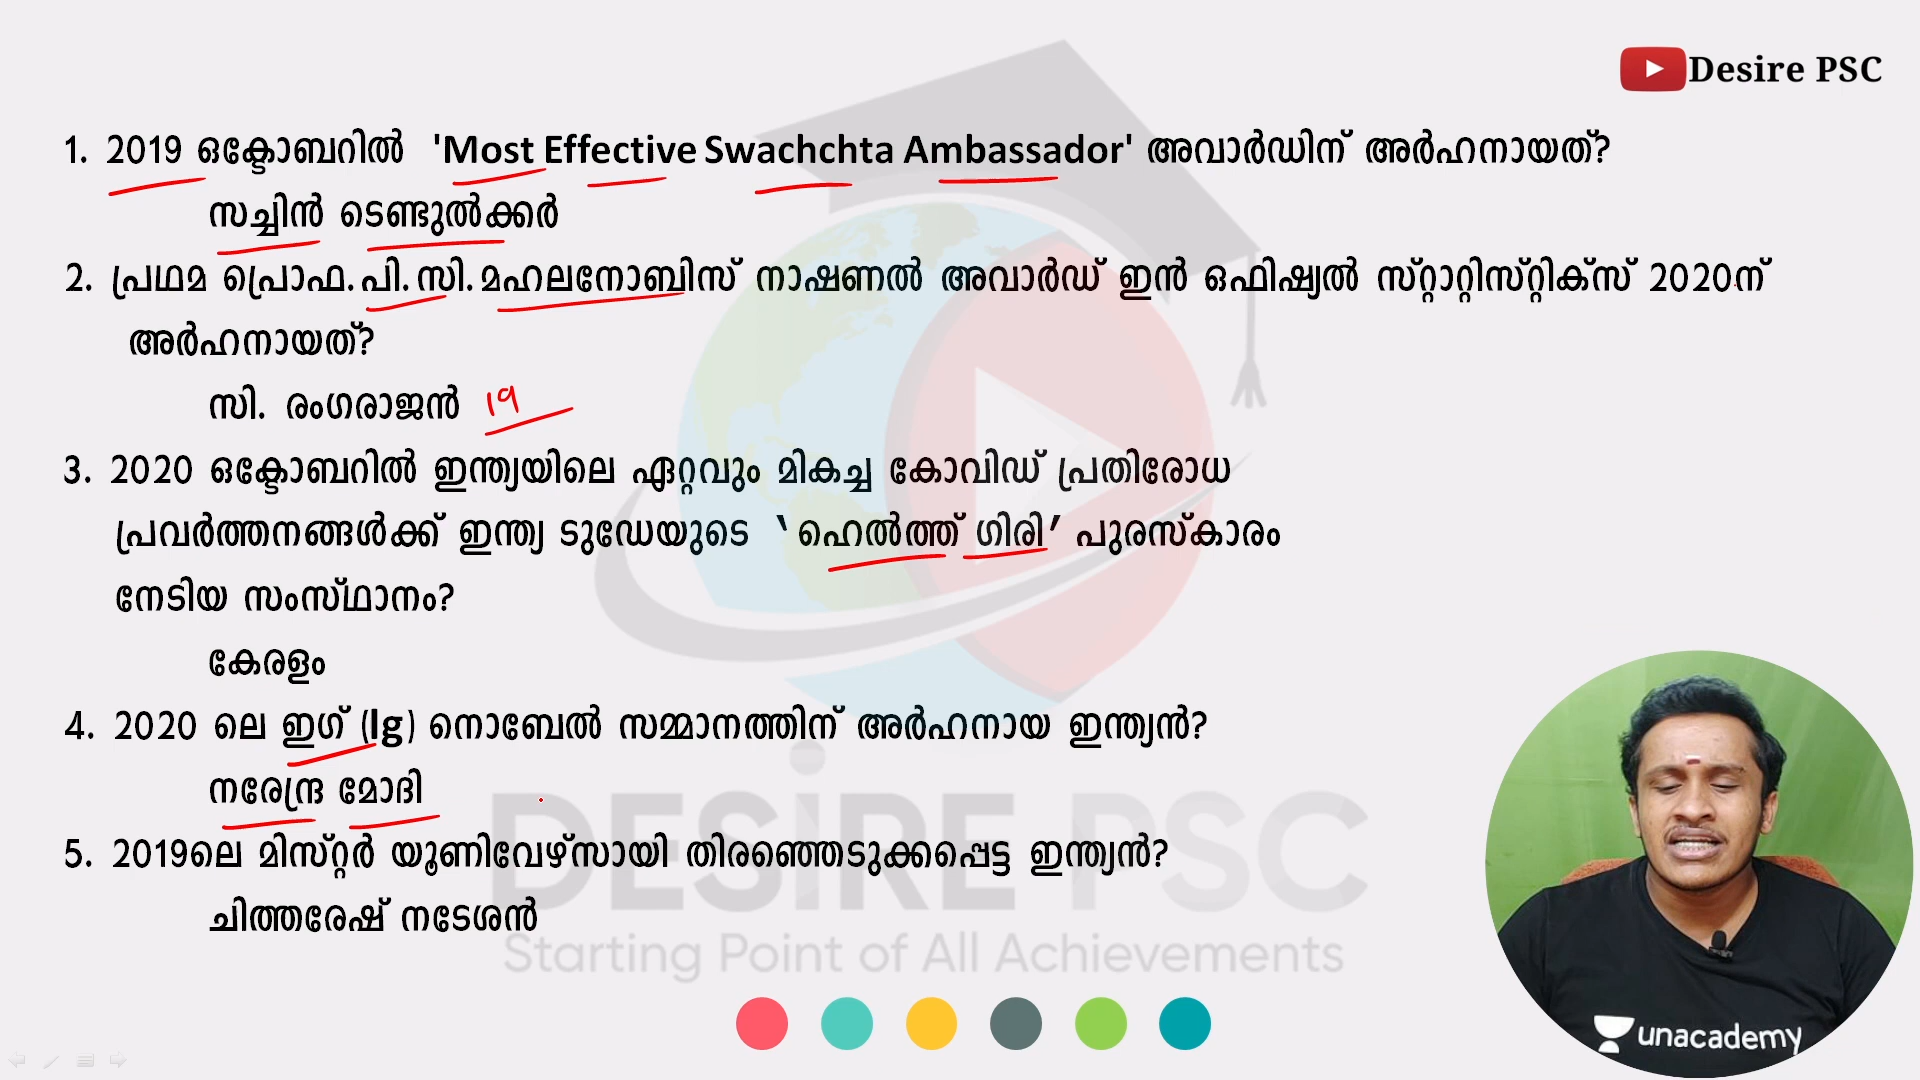 Desire PSC
1. 2019 ഒക്ടോബറിൽ 'Most Effective Swachchta Ambassador' അവാർഡിന് അർഹനായത്?
സച്ചിൻ ടെണ്ടുൽക്കർ
2. പ്രഥമ പ്രൊഫ.പി.സി.മഹലനോബിസ് നാഷണൽ അവാർഡ് ഇൻ ഒഫിഷ്യൽ സ്റ്റാറ്റിസ്റ്റിക്സ് 2020ന്
അർഹനായത്?
സി. രംഗരാജൻ 19
3. 2020 ഒക്ടോബറിൽ ഇന്ത്യയിലെ ഏറ്റവും മികച്ച കോവിഡ് പ്രതിരോധ
പ്രവർത്തനങ്ങൾക്ക് ഇന്ത്യ ടുഡേയുടെ ‘ഹെൽത്ത് ഗിരി’ പുരസ്കാരം
നേടിയ സംസ്ഥാനം?
കേരളം
4. 2020 ലെ ഇഗ് (Ig) നൊബേൽ സമ്മാനത്തിന് അർഹനായ ഇന്ത്യൻ?
നരേന്ദ്ര മോദി
5. 2019ലെ മിസ്റ്റർ യൂണിവേഴ്സായി തിരഞ്ഞെടുക്കപ്പെട്ട ഇന്ത്യൻ?
ചിത്തരേഷ് നടേശൻ
DESiRE PSC
Starting Point of All Achievements
unacademy